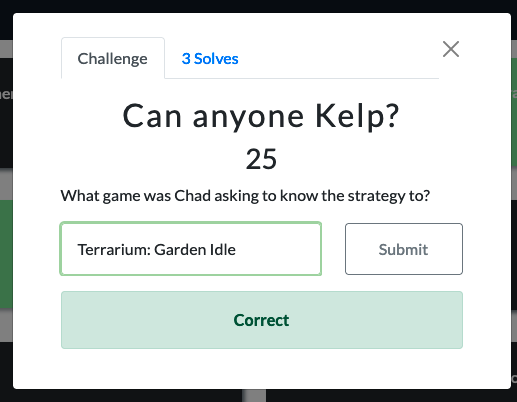 Challenge
3 Solves
Can anyone Kelp?
25
What game was Chad asking to know the strategy to?
Terrarium: Garden Idle
Submit
Correct